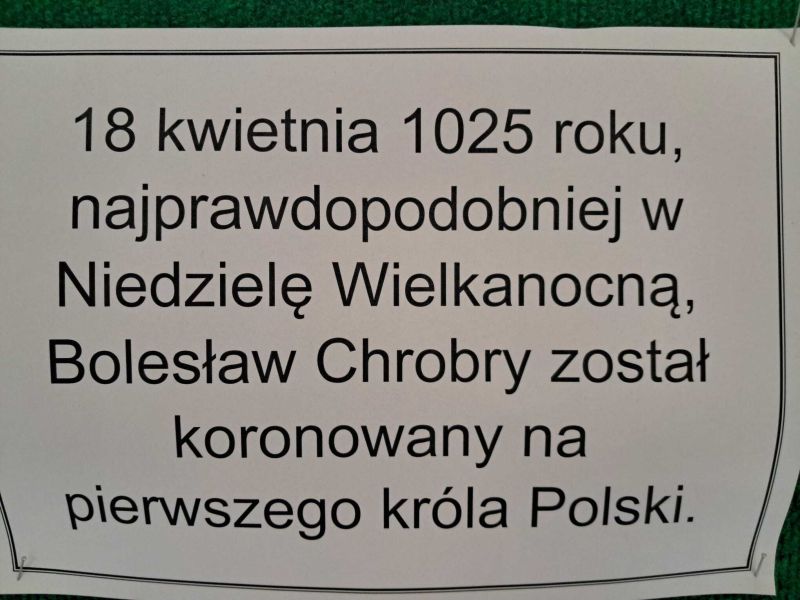 18 kwietnia 1025 roku,
najprawdopodobniej w
Niedzielę Wielkanocną,
Bolesław Chrobry został
koronowany na
pierwszego króla Polski.